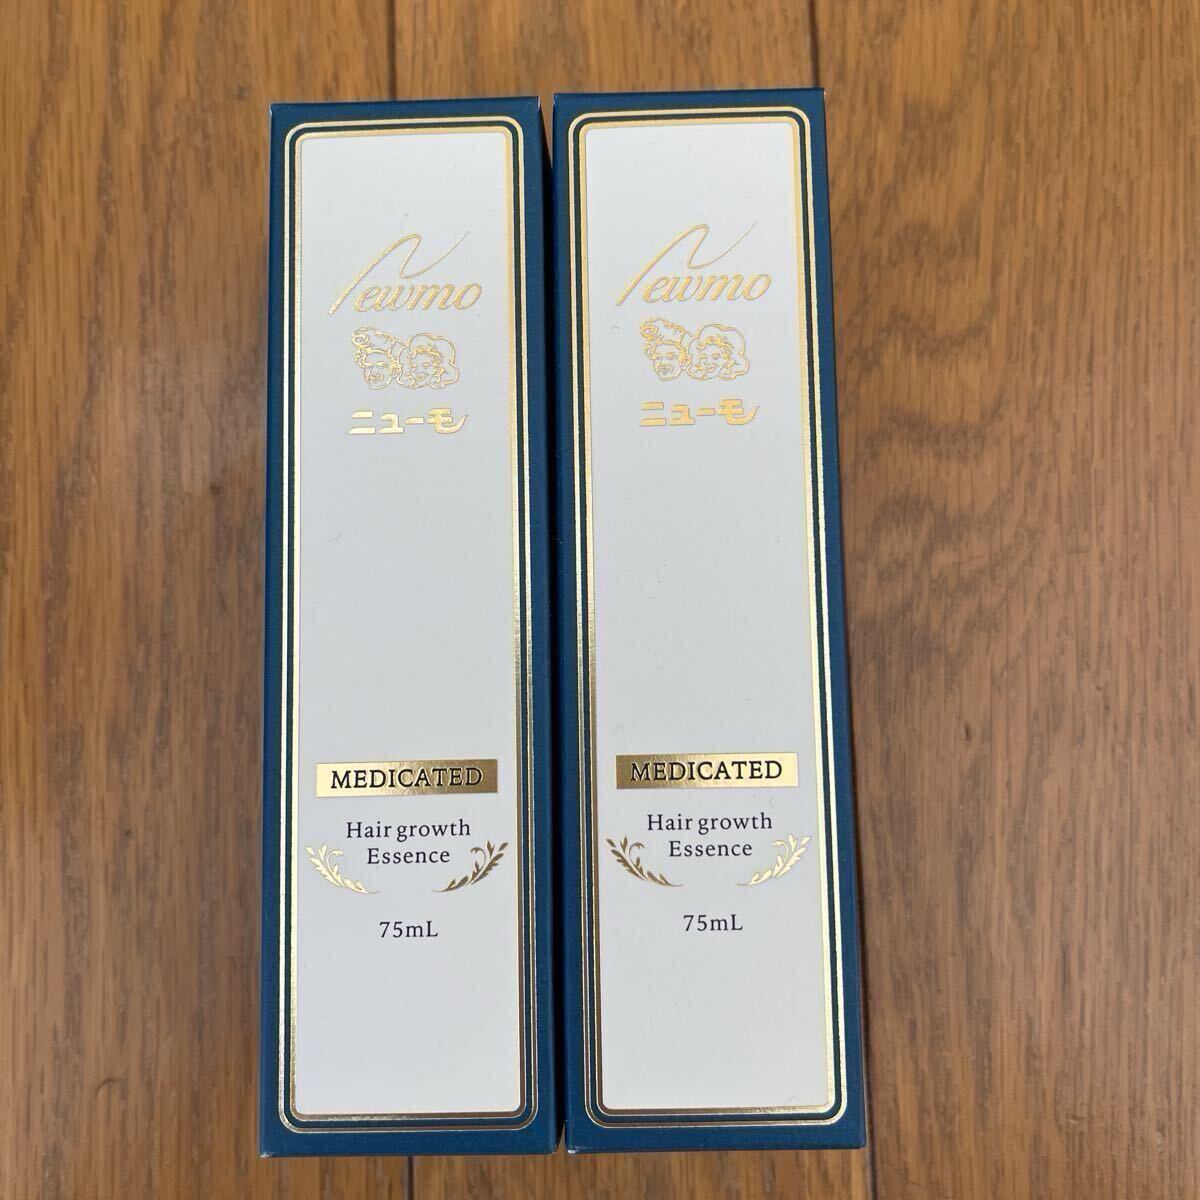 Newmo
ニューモ
MEDICATED
Hair growth
Essence
75mL
Newmo
ニューモ
MEDICATED
Hair growth
Essence
75mL